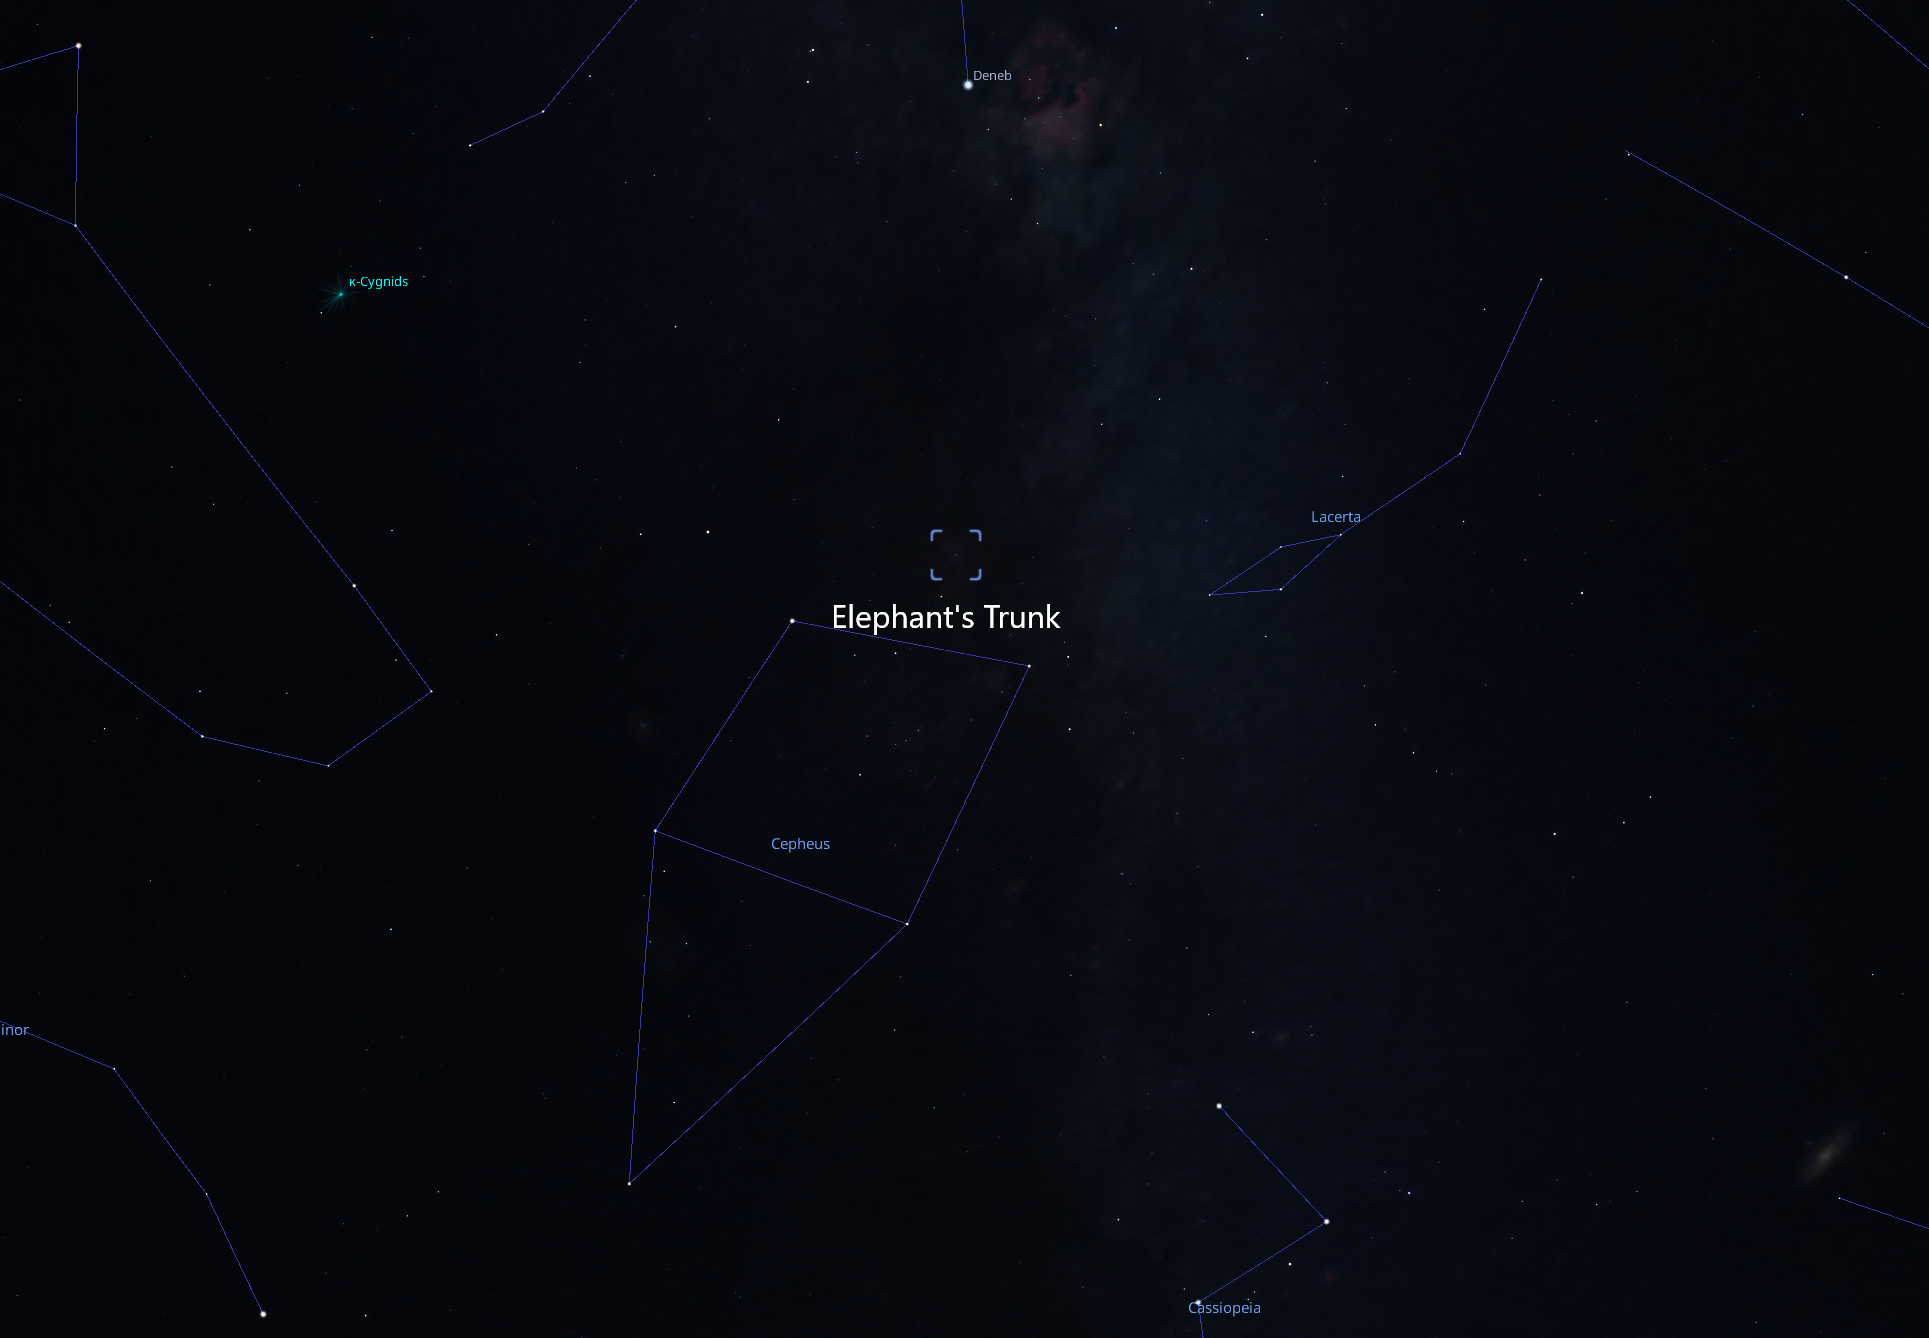 Deneb
κ-Cygnids
Lacerta
Elephant's Trunk
Cepheus
inor
Cassiopeia